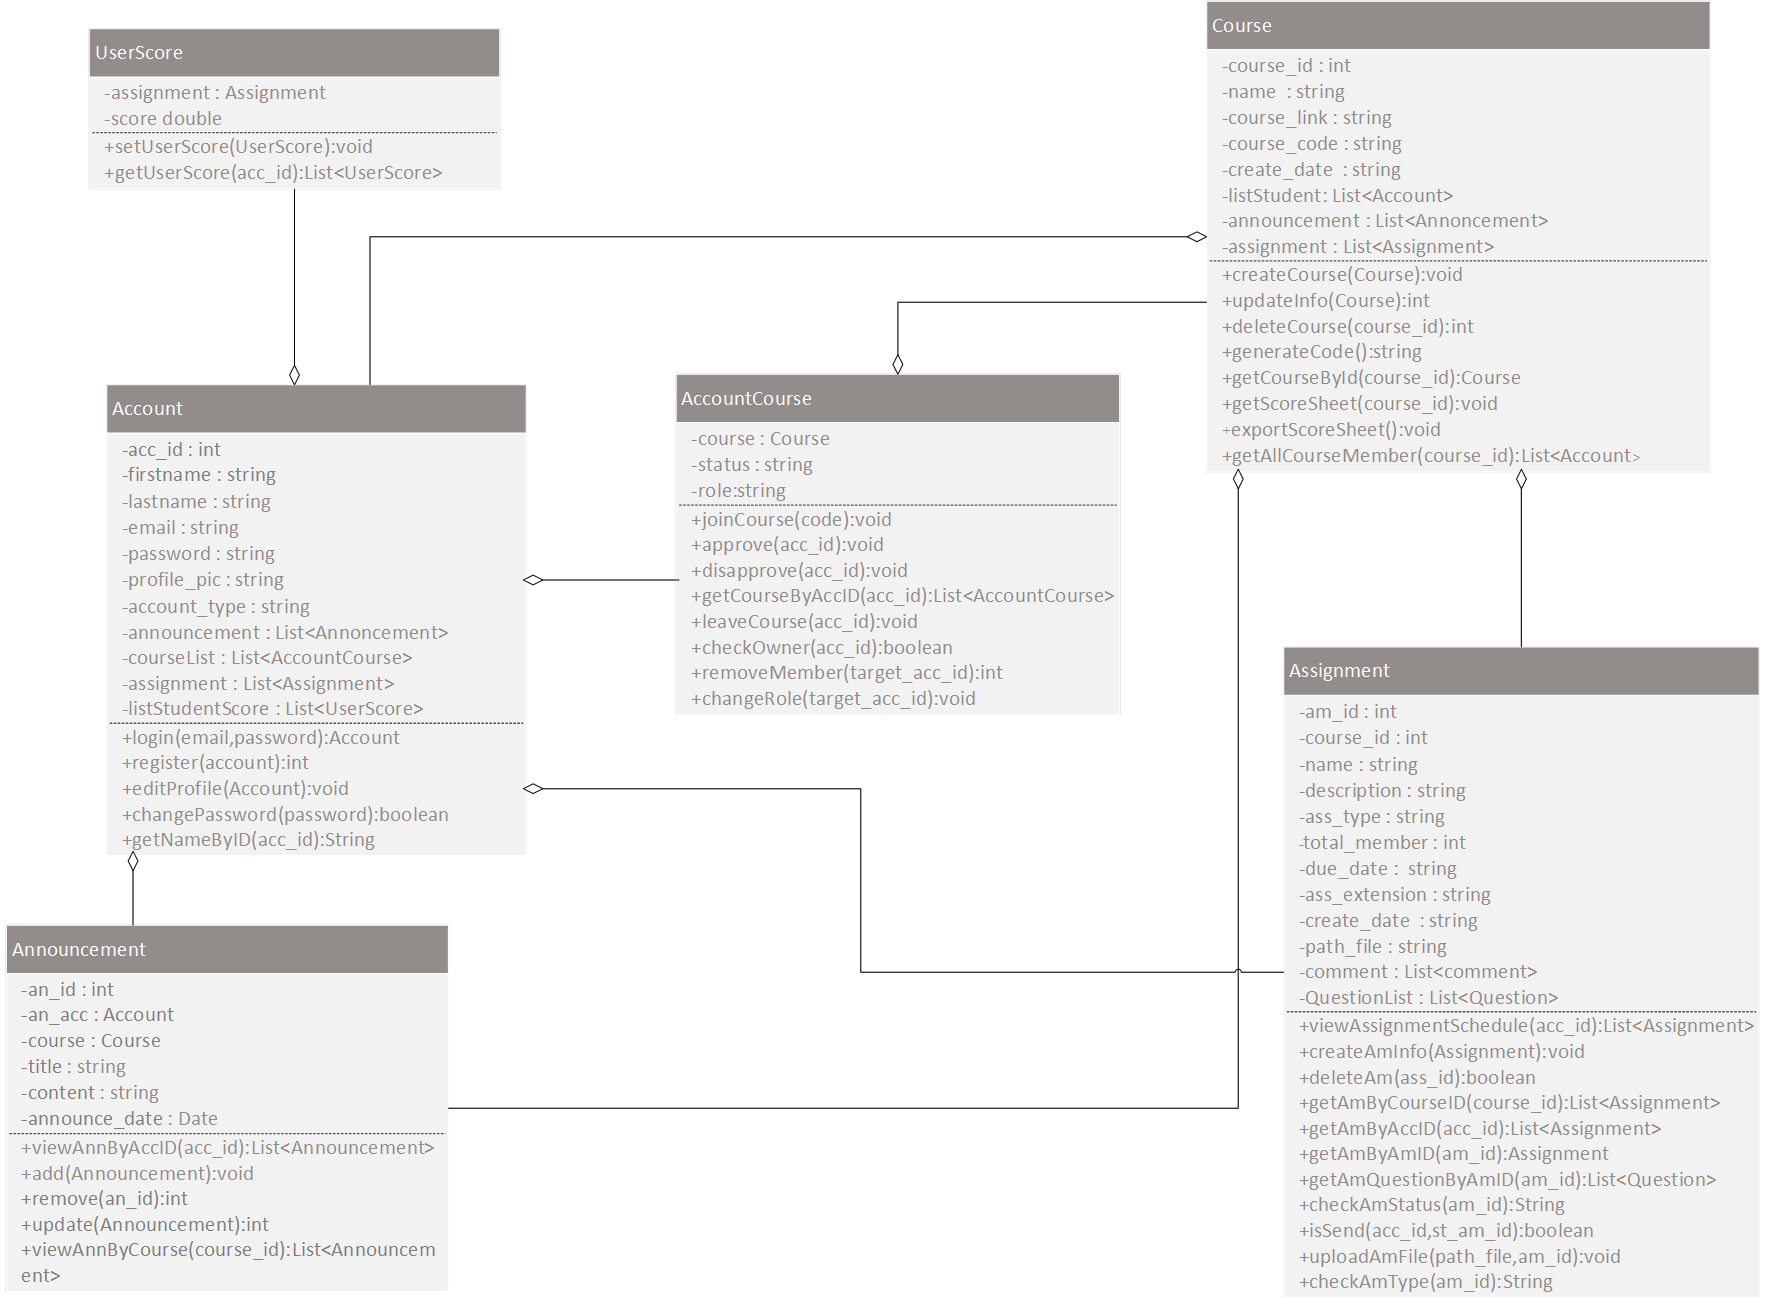 UserScore
-assignment : Assignment
-score double
+setUserScore(UserScore):void
+getUserScore(acc_id):List<UserScore>
Course
-course_id : int
-name  : string
-course_link : string
-course_code : string
-create_date  : string
-listStudent: List<Account>
-announcement : List<Annoncement>
-assignment : List<Assignment>
+createCourse(Course):void
+updateInfo(Course):int
+deleteCourse(course_id):int
+generateCode():string
+getCourseById(course_id):Course
+getScoreSheet(course_id):void
+exportScoreSheet():void
+getAllCourseMember(course_id):List<Account>
Account
-acc_id : int
-firstname : string
-lastname : string
-email : string
-password : string
-profile_pic : string
-account_type : string
-announcement : List<Annoncement>
-courseList : List<AccountCourse>
-assignment : List<Assignment>
-listStudentScore : List<UserScore>
+login(email,password):Account
+register(account):int
+editProfile(Account):void
+changePassword(password):boolean
+getNameByID(acc_id):String
AccountCourse
-course : Course
-status : string
-role:string
+joinCourse(code):void
+approve(acc_id):void
+disapprove(acc_id):void
+getCourseByAccID(acc_id):List<AccountCourse>
+leaveCourse(acc_id):void
+checkOwner(acc_id):boolean
+removeMember(target_acc_id):int
+changeRole(target_acc_id):void
Assignment
-am_id : int
-course_id : int
-name : string
-description : string
-ass_type : string
-total_member : int
-due_date :  string
-ass_extension : string
-create_date  : string
-path_file : string
-comment : List<comment>
-QuestionList : List<Question>
+viewAssignmentSchedule(acc_id):List<Assignment>
+createAmInfo(Assignment):void
+deleteAm(ass_id):boolean
+getAmByCourseID(course_id):List<Assignment>
+getAmByAccID(acc_id):List<Assignment>
+getAmByAmID(am_id):Assignment
+getAmQuestionByAmID(am_id):List<Question>
+checkAmStatus(am_id):String
+isSend(acc_id,st_am_id):boolean
+uploadAmFile(path_file,am_id):void
+checkAmType(am_id):String
Announcement
-an_id : int
-an_acc : Account
-course : Course
-title : string
-content : string
-announce_date : Date
+viewAnnByAccID(acc_id):List<Announcement>
+add(Announcement):void
+remove(an_id):int
+update(Announcement):int
+viewAnnByCourse(course_id):List<Announcem
ent>